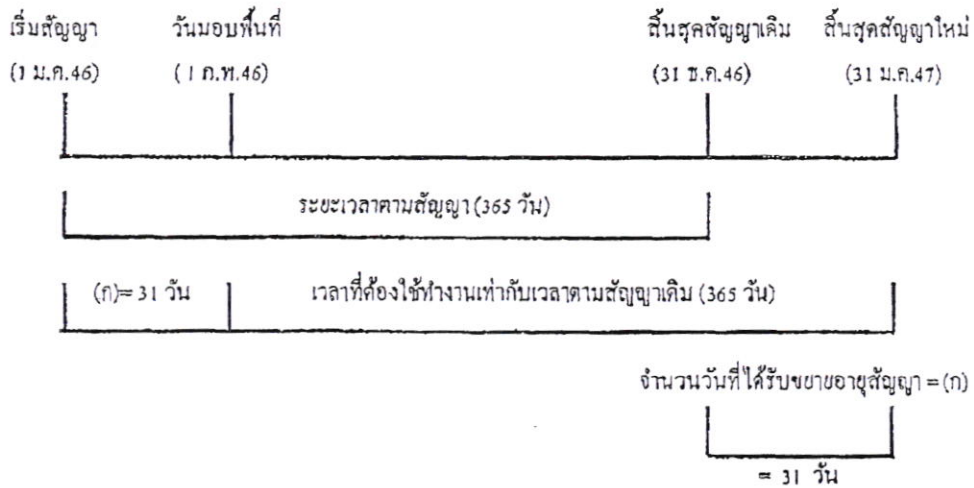 เริ่มสัญญา วันมอบพื้นที่ สิ้นสุดสัญญาเดิม สิ้นสุดสัญญาใหม่
(1 ม.ค.46) (1 ก.พ.46) (31 ธ.ค.46) (31 ม.ค.47)
ระยะเวลาตามสัญญา (365 วัน)
(ก)= 31 วัน เวลาที่ต้องใช้ทำงานเท่ากับเวลาตามสัญญาเดิม (365 วัน)
จำนวนวันที่ได้รับขยายอายุสัญญา = (ก)
= 31 วัน